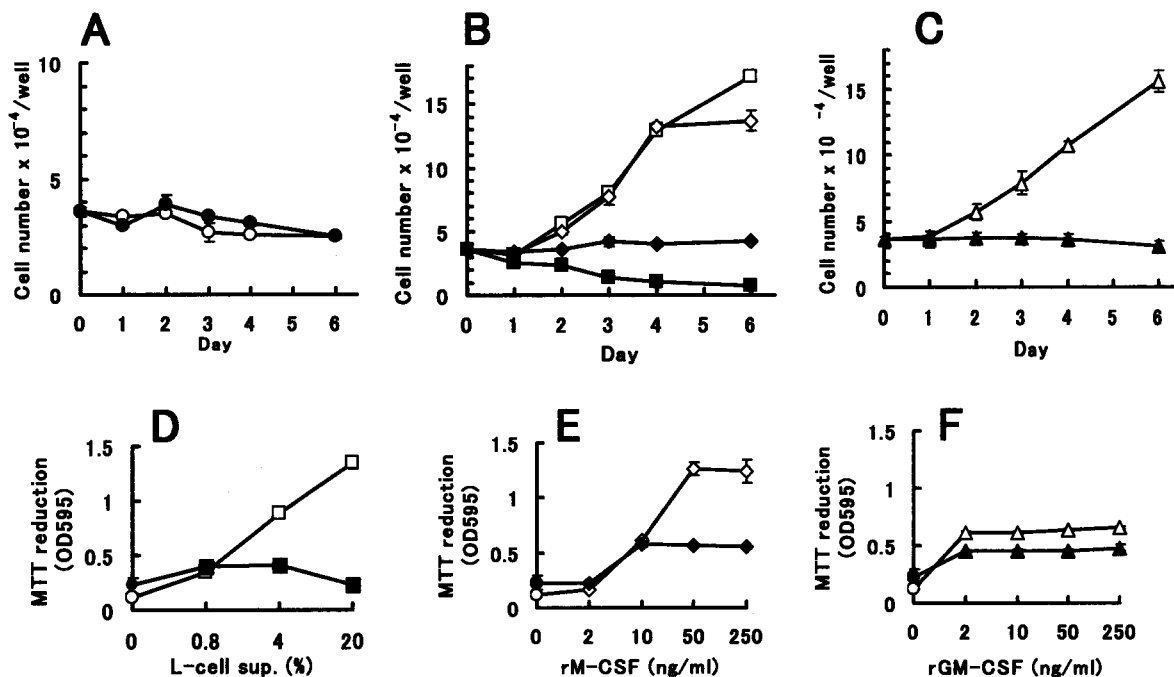 A
Cell number x 10⁻⁴/well
10
5
0
0 1 2 3 4 5 6
Day
B
Cell number x 10⁻⁴/well
15
10
5
0
0 1 2 3 4 5 6
Day
C
Cell number x 10 ⁻⁴/well
15
10
5
0
0 1 2 3 4 5 6
Day
D
MTT reduction
(OD595)
1.5
1
0.5
0
0 0.8 4 20
L-cell sup. (%)
E
MTT reduction
(OD595)
1.5
1
0.5
0
0 2 10 50 250
rM-CSF (ng/ml)
F
MTT reduction
(OD595)
1.5
1
0.5
0
0 2 10 50 250
rGM-CSF (ng/ml)